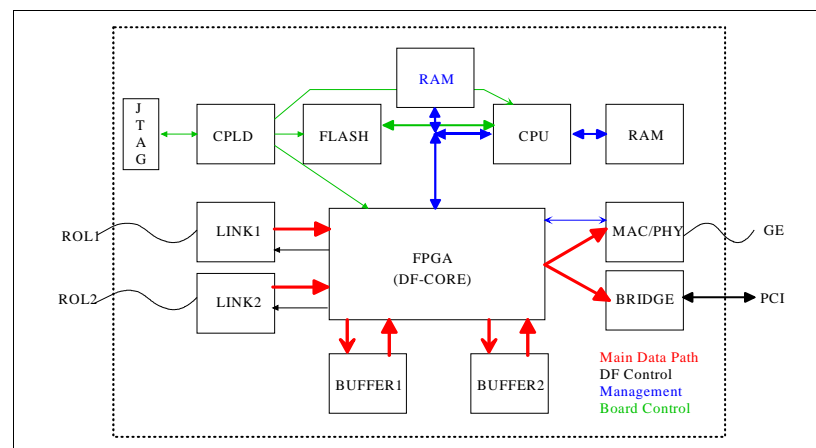 RAM
J
T
A
G
CPLD
FLASH
CPU
RAM
ROL1
LINK1
FPGA
(DF-CORE)
MAC/PHY
GE
ROL2
LINK2
BRIDGE
PCI
BUFFER1
BUFFER2
Main Data Path
DF Control
Management
Board Control